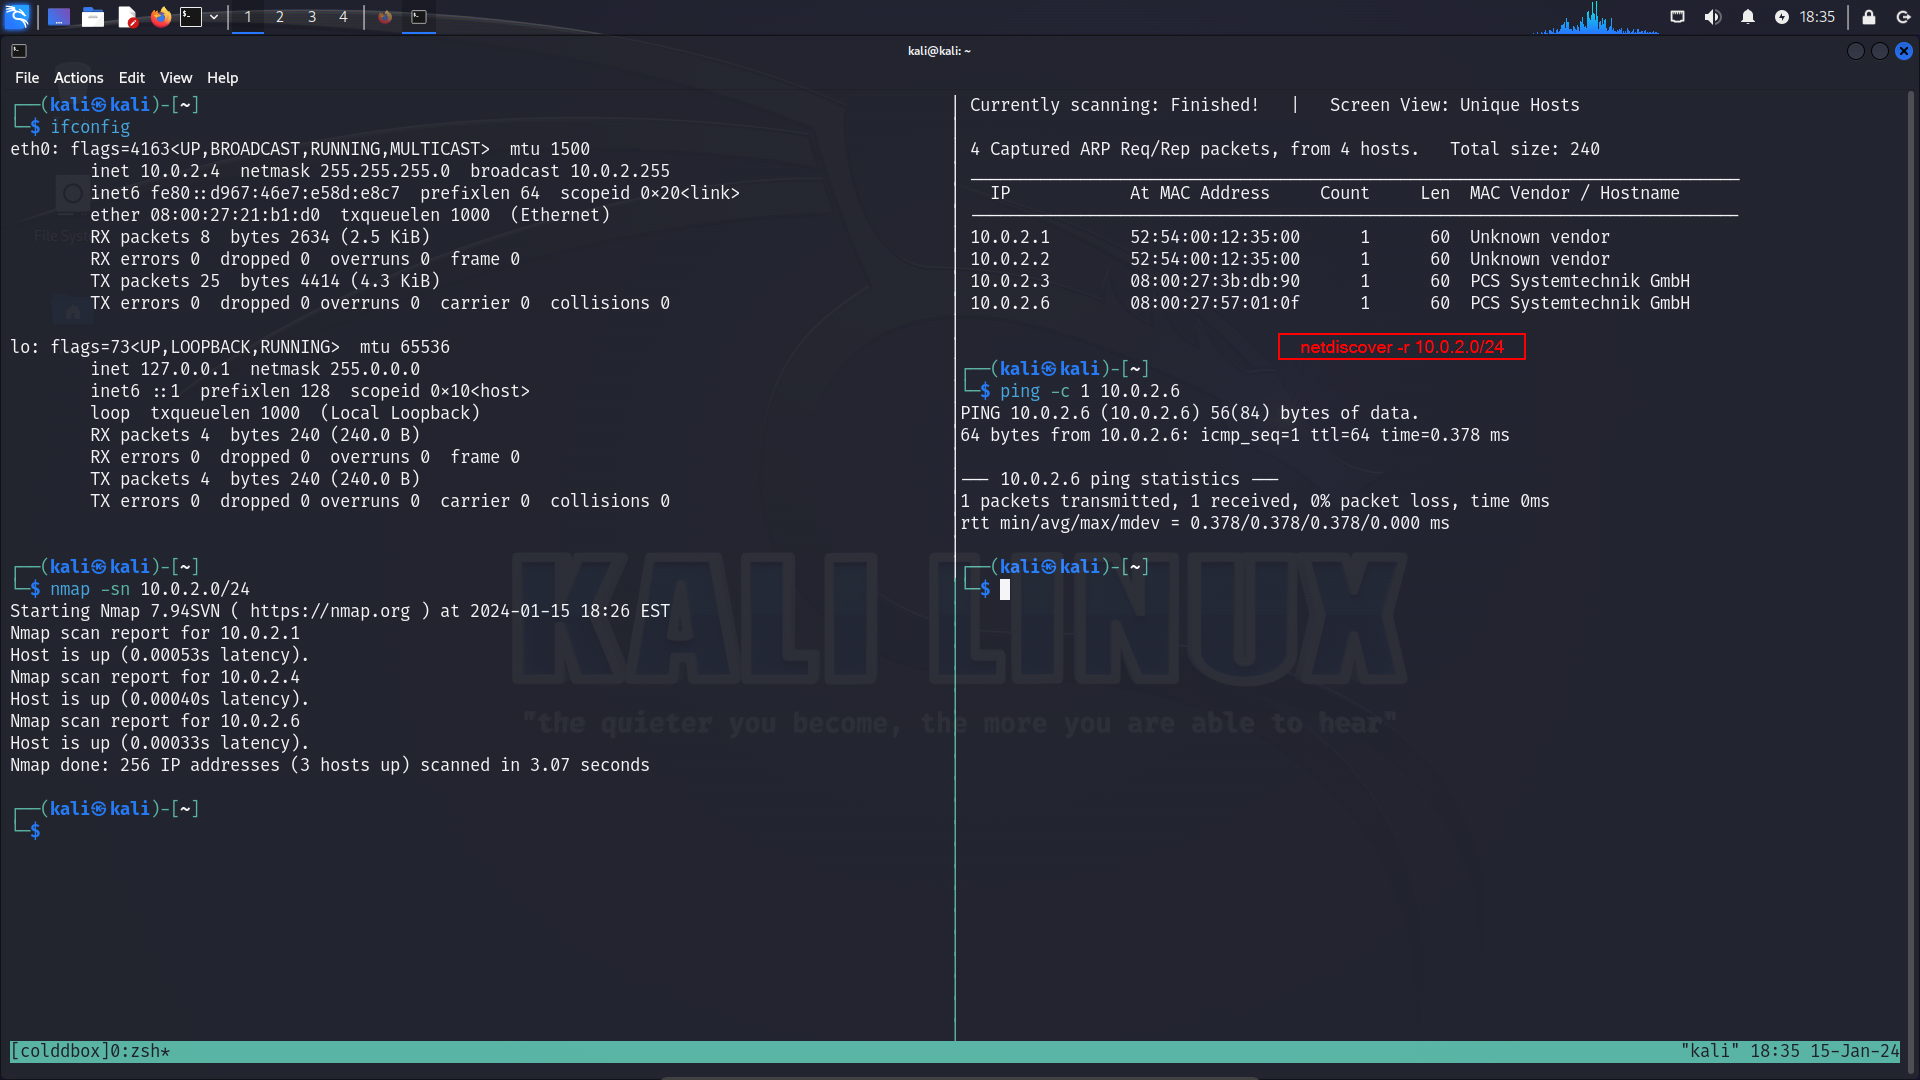 1 2 3 4
18:35
kali@kali: ~
File Actions Edit View Help
┌──(kali㉿kali)-[~]
└─$ ifconfig
eth0: flags=4163<UP,BROADCAST,RUNNING,MULTICAST>  mtu 1500
inet 10.0.2.4  netmask 255.255.255.0  broadcast 10.0.2.255
inet6 fe80::d967:46e7:e58d:e8c7  prefixlen 64  scopeid 0×20<link>
ether 08:00:27:21:b1:d0  txqueuelen 1000  (Ethernet)
RX packets 8  bytes 2634 (2.5 KiB)
RX errors 0  dropped 0  overruns 0  frame 0
TX packets 25  bytes 4414 (4.3 KiB)
TX errors 0  dropped 0 overruns 0  carrier 0  collisions 0
lo: flags=73<UP,LOOPBACK,RUNNING>  mtu 65536
inet 127.0.0.1  netmask 255.0.0.0
inet6 ::1  prefixlen 128  scopeid 0×10<host>
loop  txqueuelen 1000  (Local Loopback)
RX packets 4  bytes 240 (240.0 B)
RX errors 0  dropped 0  overruns 0  frame 0
TX packets 4  bytes 240 (240.0 B)
TX errors 0  dropped 0 overruns 0  carrier 0  collisions 0
┌──(kali㉿kali)-[~]
└─$ nmap -sn 10.0.2.0/24
Starting Nmap 7.94SVN ( https://nmap.org ) at 2024-01-15 18:26 EST
Nmap scan report for 10.0.2.1
Host is up (0.00053s latency).
Nmap scan report for 10.0.2.4
Host is up (0.00040s latency).
Nmap scan report for 10.0.2.6
Host is up (0.00033s latency).
Nmap done: 256 IP addresses (3 hosts up) scanned in 3.07 seconds
┌──(kali㉿kali)-[~]
└─$
Currently scanning: Finished!   |   Screen View: Unique Hosts
4 Captured ARP Req/Rep packets, from 4 hosts.   Total size: 240
IP            At MAC Address     Count     Len  MAC Vendor / Hostname
10.0.2.1        52:54:00:12:35:00      1      60  Unknown vendor
10.0.2.2        52:54:00:12:35:00      1      60  Unknown vendor
10.0.2.3        08:00:27:3b:db:90      1      60  PCS Systemtechnik GmbH
10.0.2.6        08:00:27:57:01:0f      1      60  PCS Systemtechnik GmbH
netdiscover -r 10.0.2.0/24
┌──(kali㉿kali)-[~]
└─$ ping -c 1 10.0.2.6
PING 10.0.2.6 (10.0.2.6) 56(84) bytes of data.
64 bytes from 10.0.2.6: icmp_seq=1 ttl=64 time=0.378 ms
--- 10.0.2.6 ping statistics ---
1 packets transmitted, 1 received, 0% packet loss, time 0ms
rtt min/avg/max/mdev = 0.378/0.378/0.378/0.000 ms
┌──(kali㉿kali)-[~]
└─$
KALI LINUX
"the quieter you become, the more you are able to hear"
[colddbox]0:zsh*
"kali" 18:35 15-Jan-24